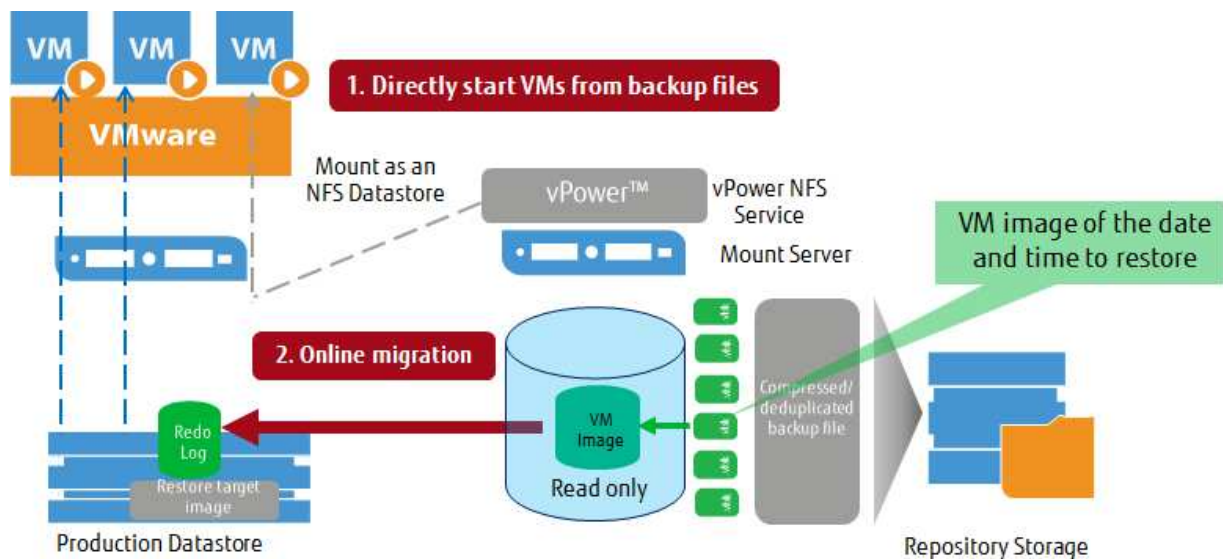 VM
VM
VM
VMware
1. Directly start VMs from backup files
Mount as an
NFS Datastore
vPower™
vPower NFS
Service
Mount Server
VM image of the date
and time to restore
2. Online migration
Redo
Log
Restore target
image
Production Datastore
VM
Image
Read only
Compressed/
deduplicated
backup file
Repository Storage